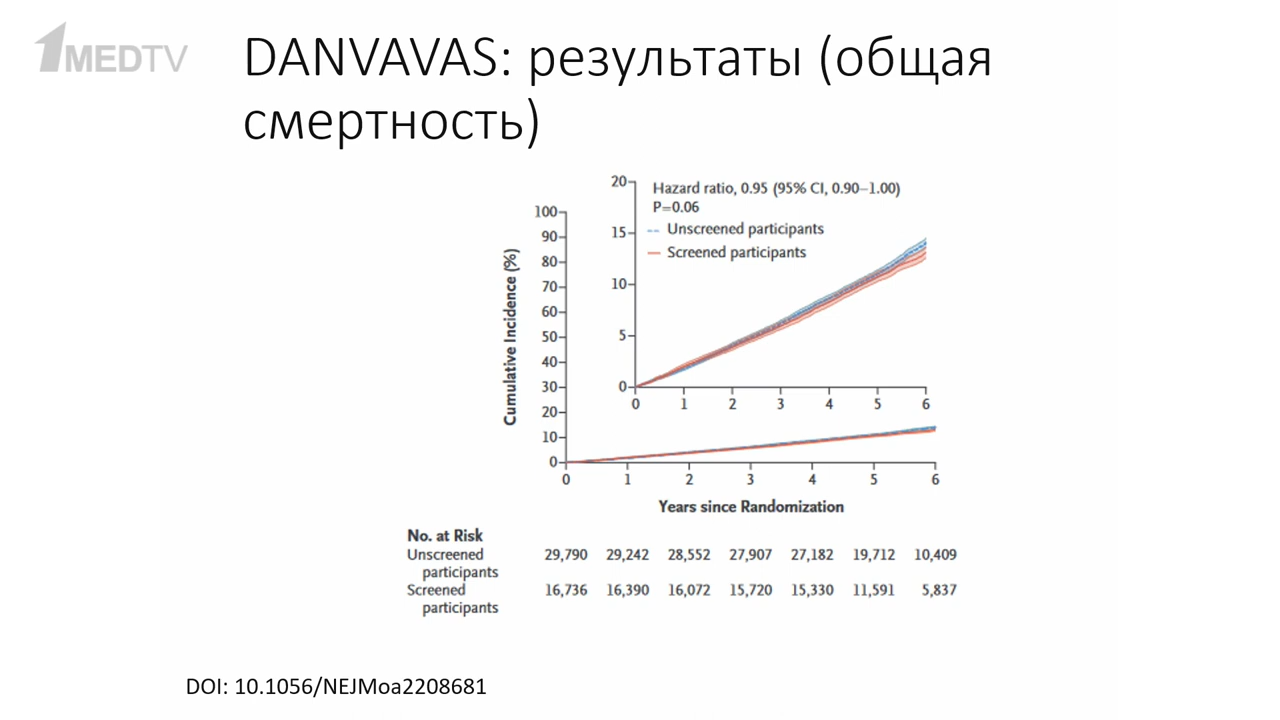 1MEDTV
DANVAVAS: результаты (общая
смертность)
Hazard ratio, 0.95 (95% CI, 0.90–1.00)
P=0.06
Unscreened participants
Screened participants
20
15
10
5
0
0 1 2 3 4 5 6
Cumulative Incidence (%)
100
90
80
70
60
50
40
30
20
10
0
0 1 2 3 4 5 6
Years since Randomization
No. at Risk
Unscreened 29,790 29,242 28,552 27,907 27,182 19,712 10,409
participants
Screened 16,736 16,390 16,072 15,720 15,330 11,591 5,837
participants
DOI: 10.1056/NEJMoa2208681